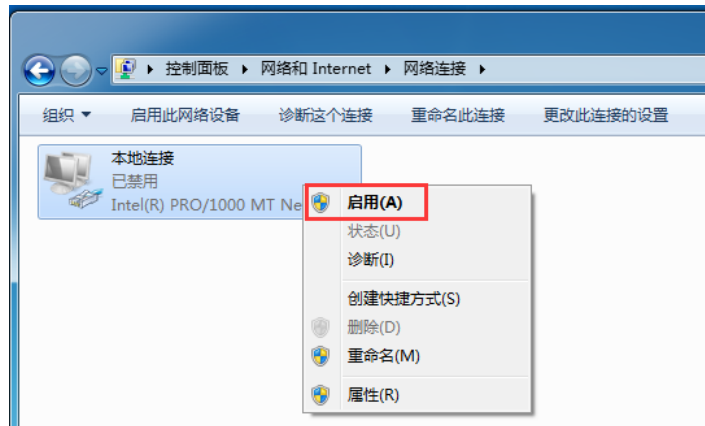 控制面板 网络和 Internet 网络连接
组织 启用此网络设备 诊断这个连接 重命名此连接 更改此连接的设置
本地连接
已禁用
Intel(R) PRO/1000 MT Ne
启用(A)
状态(U)
诊断(I)
创建快捷方式(S)
删除(D)
重命名(M)
属性(R)